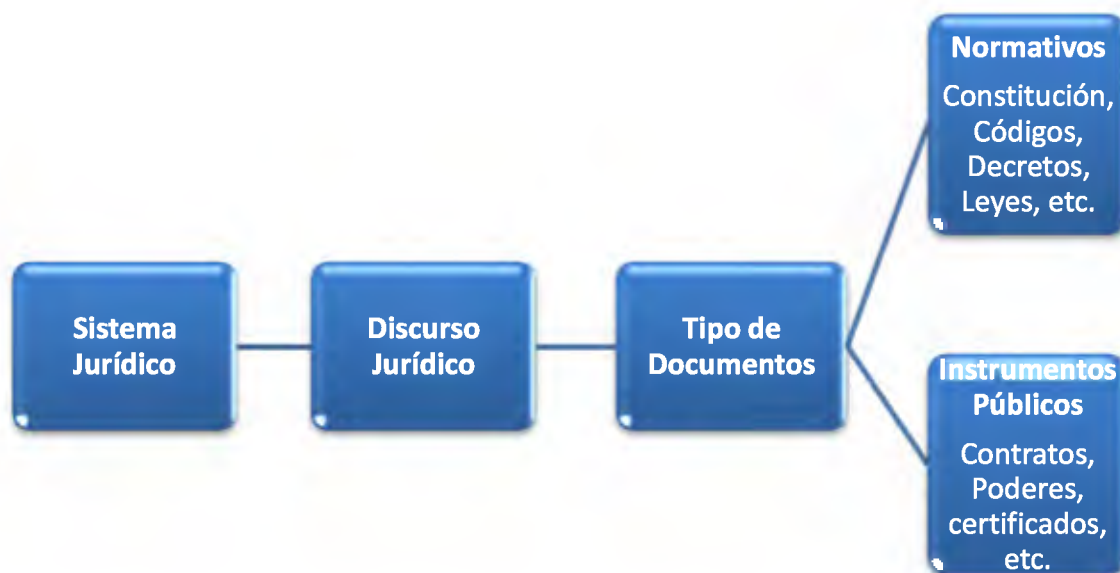 Sistema
Jurídico
Discurso
Jurídico
Tipo de
Documentos
Normativos
Constitución,
Códigos,
Decretos,
Leyes, etc.
Instrumentos
Públicos
Contratos,
Poderes,
certificados,
etc.